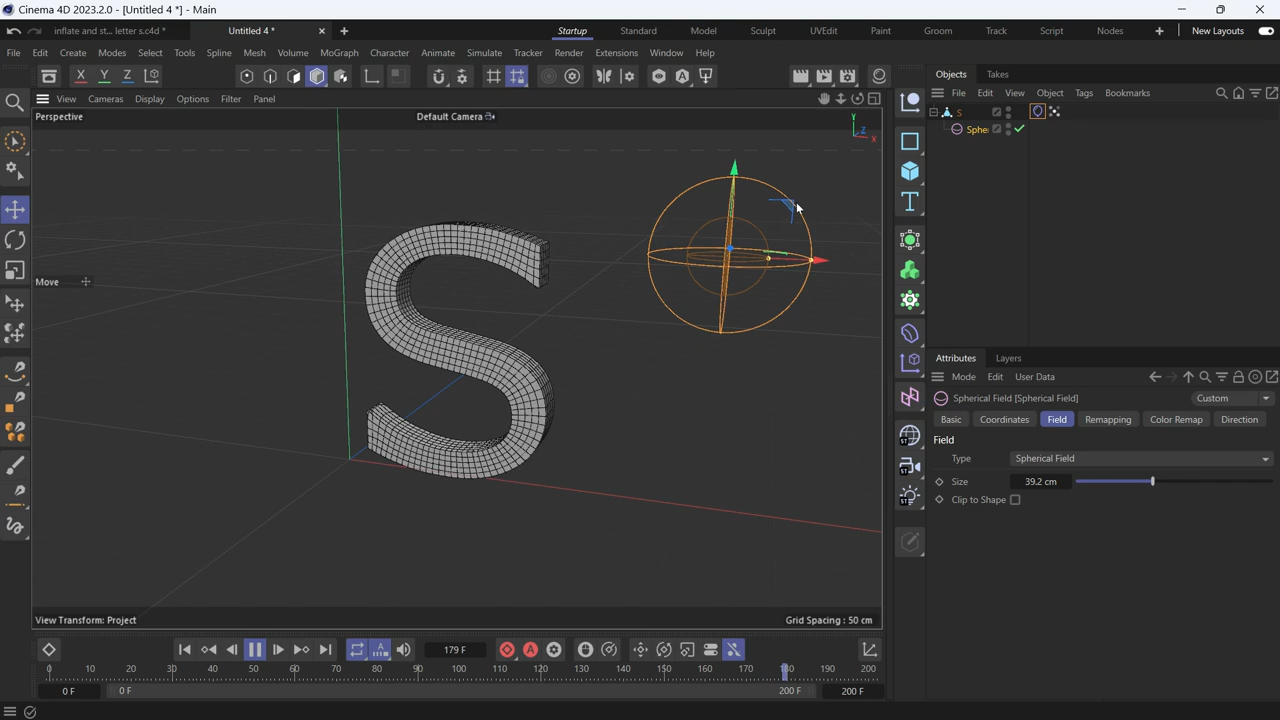 Cinema 4D 2023.2.0 - [Untitled 4 *] - Main
inflate and st... letter s.c4d *
Untitled 4 *
Startup Standard Model Sculpt UVEdit Paint Groom Track Script Nodes New Layouts
File Edit Create Modes Select Tools Spline Mesh Volume MoGraph Character Animate Simulate Tracker Render Extensions Window Help
X Y Z
View Cameras Display Options Filter Panel
Perspective
Default Camera
Y
Z
X
Move
View Transform: Project
Grid Spacing : 50 cm
179 F
0 10 20 30 40 50 60 70 80 90 100 110 120 130 140 150 160 170 180 190 200
0 F
0 F
200 F
200 F
Objects Takes
File Edit View Object Tags Bookmarks
S
Sphe
Attributes Layers
Mode Edit User Data
Spherical Field [Spherical Field]
Custom
Basic Coordinates Field Remapping Color Remap Direction
Field
Type Spherical Field
Size 39.2 cm
Clip to Shape
ST
ST
ST